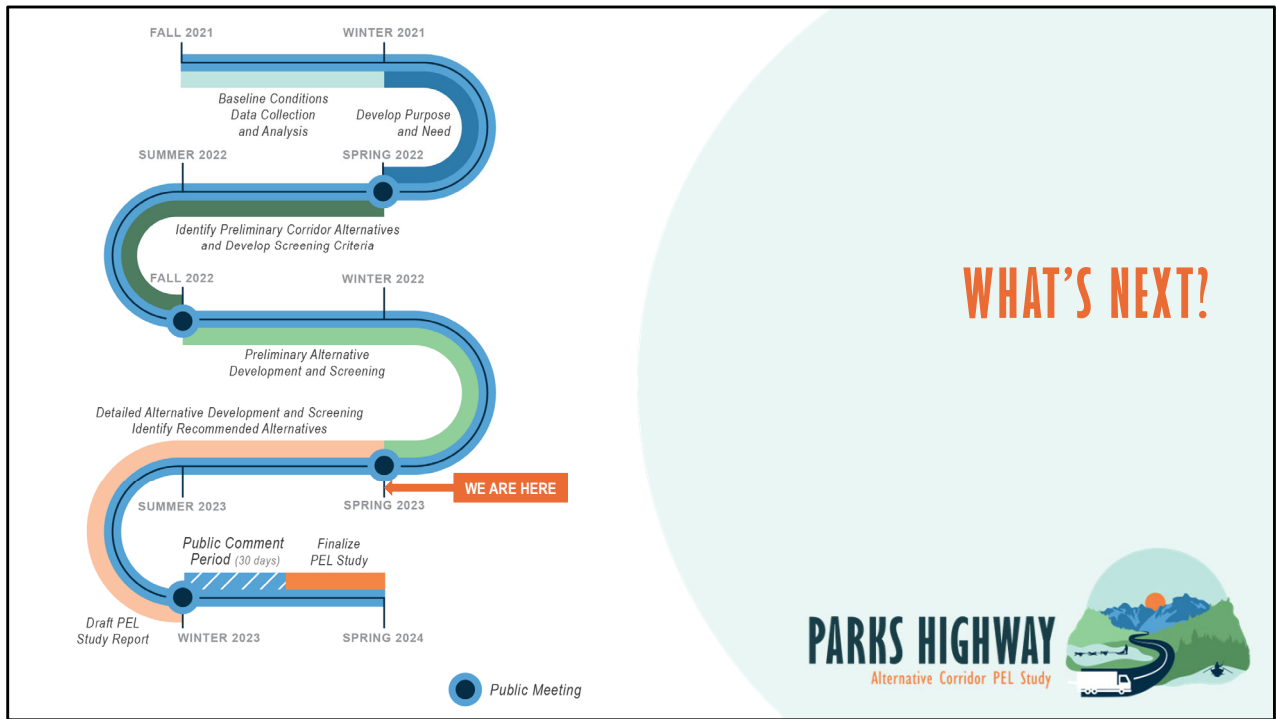 FALL 2021
WINTER 2021
Baseline Conditions
Data Collection
and Analysis
Develop Purpose
and Need
SUMMER 2022
SPRING 2022
Identify Preliminary Corridor Alternatives
and Develop Screening Criteria
FALL 2022
WINTER 2022
Preliminary Alternative
Development and Screening
Detailed Alternative Development and Screening
Identify Recommended Alternatives
WE ARE HERE
SUMMER 2023
SPRING 2023
Public Comment
Period (30 days)
Finalize
PEL Study
Draft PEL
Study Report
WINTER 2023
SPRING 2024
Public Meeting
WHAT'S NEXT?
PARKS HIGHWAY
Alternative Corridor PEL Study